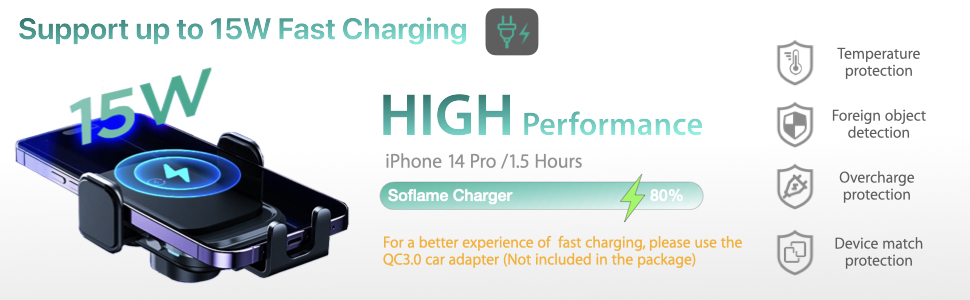 Support up to 15W Fast Charging
15W
HIGH Performance
iPhone 14 Pro /1.5 Hours
Soflame Charger 80%
For a better experience of fast charging, please use the
QC3.0 car adapter (Not included in the package)
Temperature
protection
Foreign object
detection
Overcharge
protection
Device match
protection